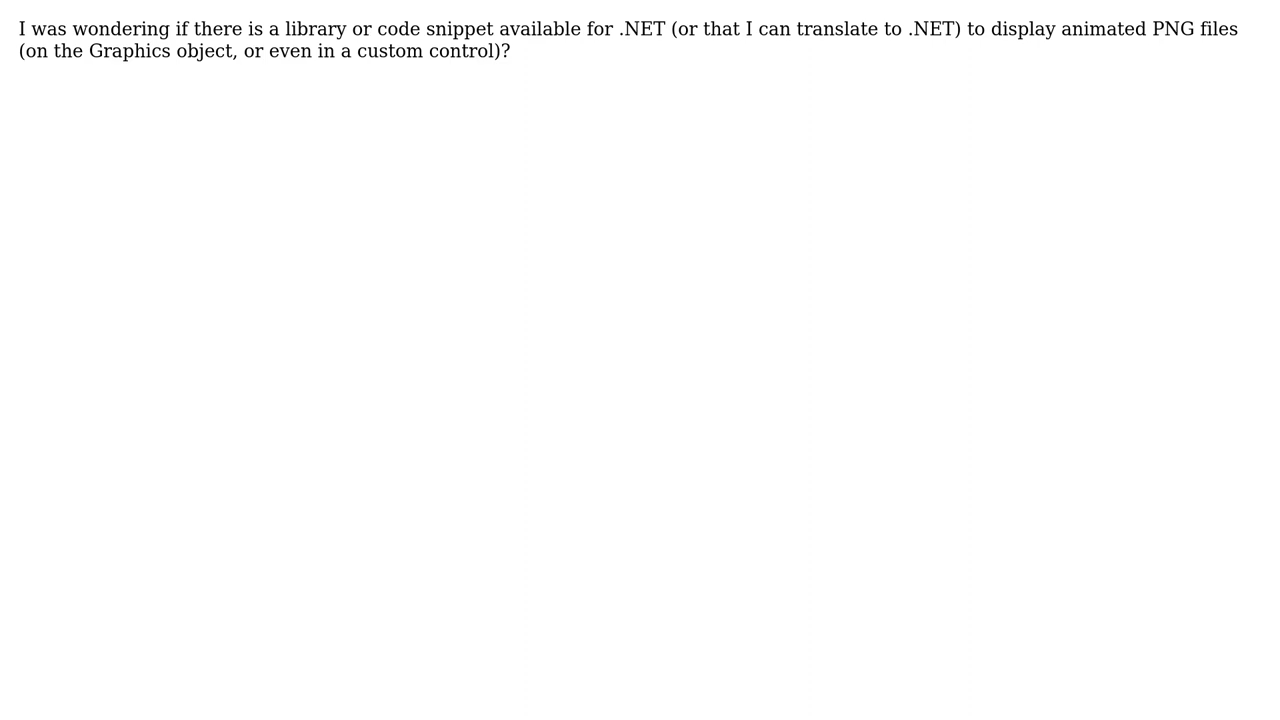 I was wondering if there is a library or code snippet available for .NET (or that I can translate to .NET) to display animated PNG files
(on the Graphics object, or even in a custom control)?